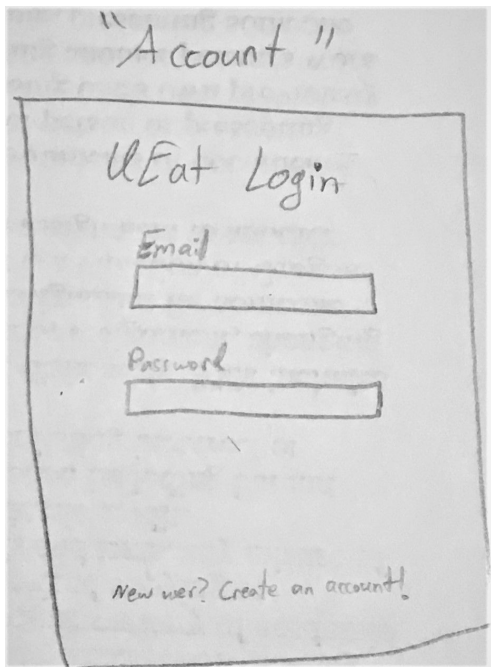 "Account"
UEat Login
Email
Password
New user? Create an account!